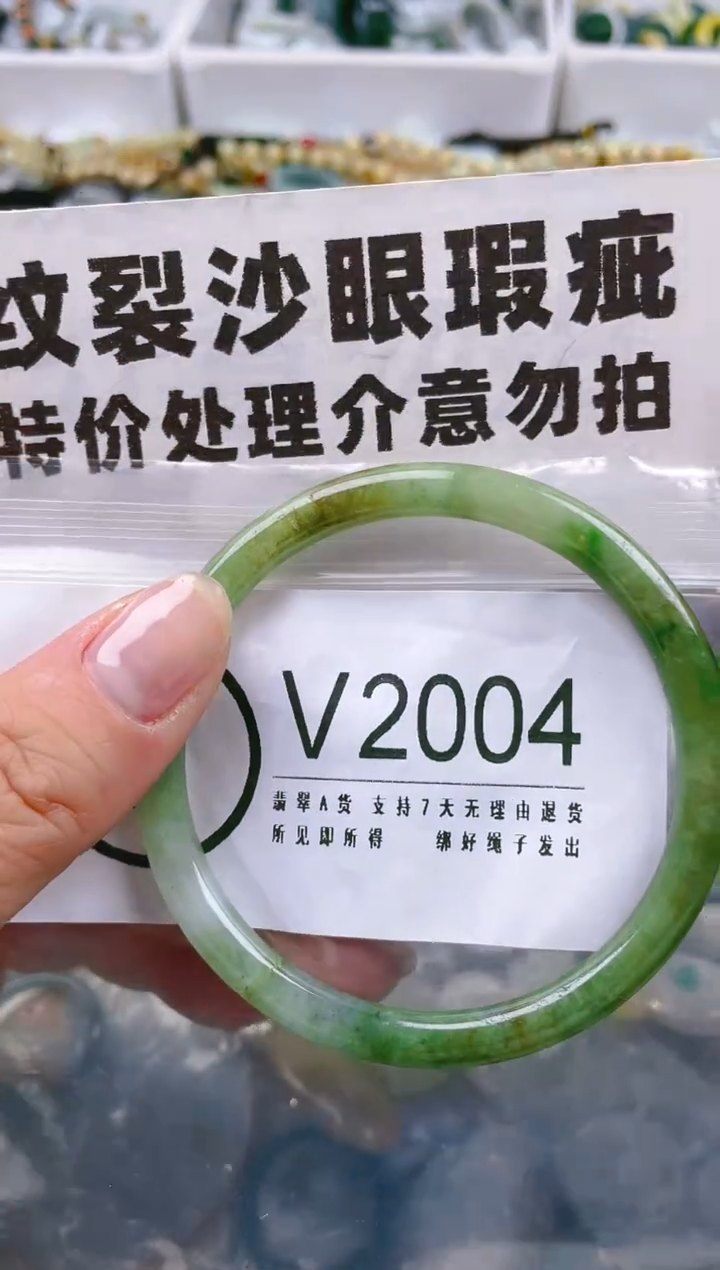 纹裂沙眼瑕疵
特价处理介意勿拍
V2004
翡翠A货 支持7天无理由退货
所见即所得 绑好绳子发出